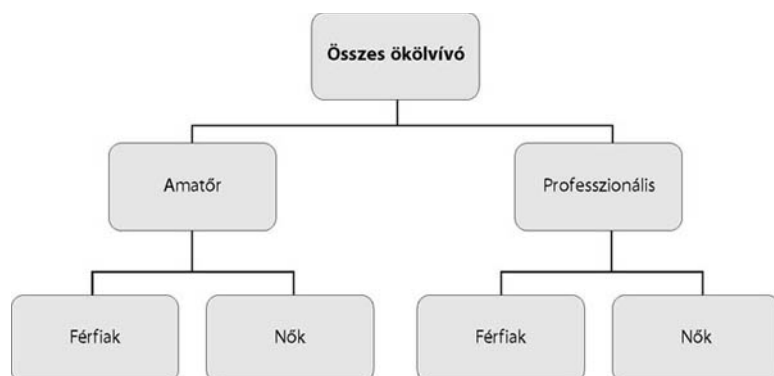 Összes ökölvívó
Amatőr
Professzionális
Férfiak
Nők
Férfiak
Nők